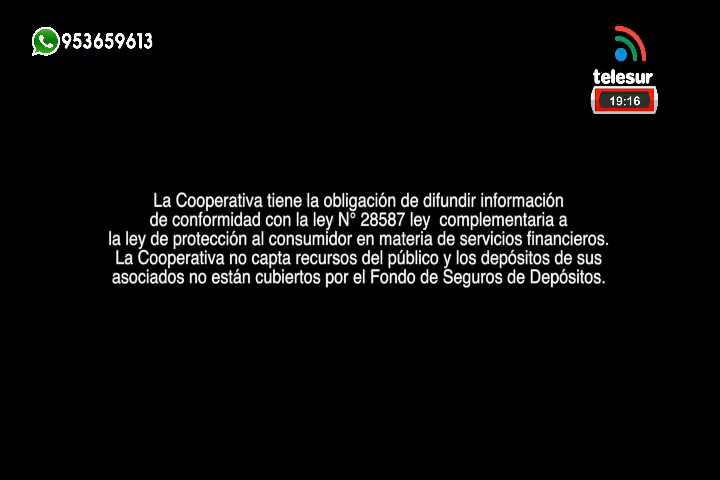 953659613
telesur
19:16
La Cooperativa tiene la obligación de difundir información
de conformidad con la ley N° 28587 ley complementaria a
la ley de protección al consumidor en materia de servicios financieros.
La Cooperativa no capta recursos del público y los depósitos de sus
asociados no están cubiertos por el Fondo de Seguros de Depósitos.